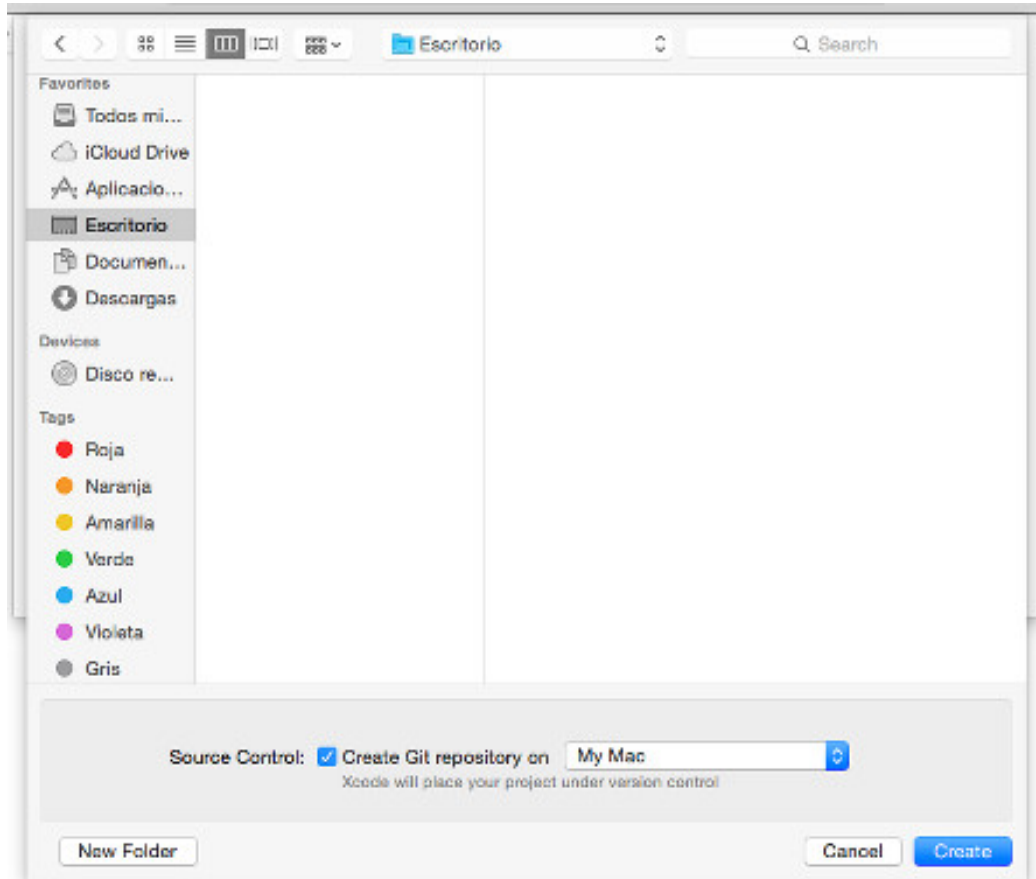 Escritorio
Search
Favorites
Todos mi...
iCloud Drive
Aplicacio...
Escritorio
Documen...
Descargas
Devices
Disco re...
Tags
Roja
Naranja
Amarilla
Verde
Azul
Violeta
Gris
Source Control: Create Git repository on My Mac
Xcode will place your project under version control
New Folder Cancel Create